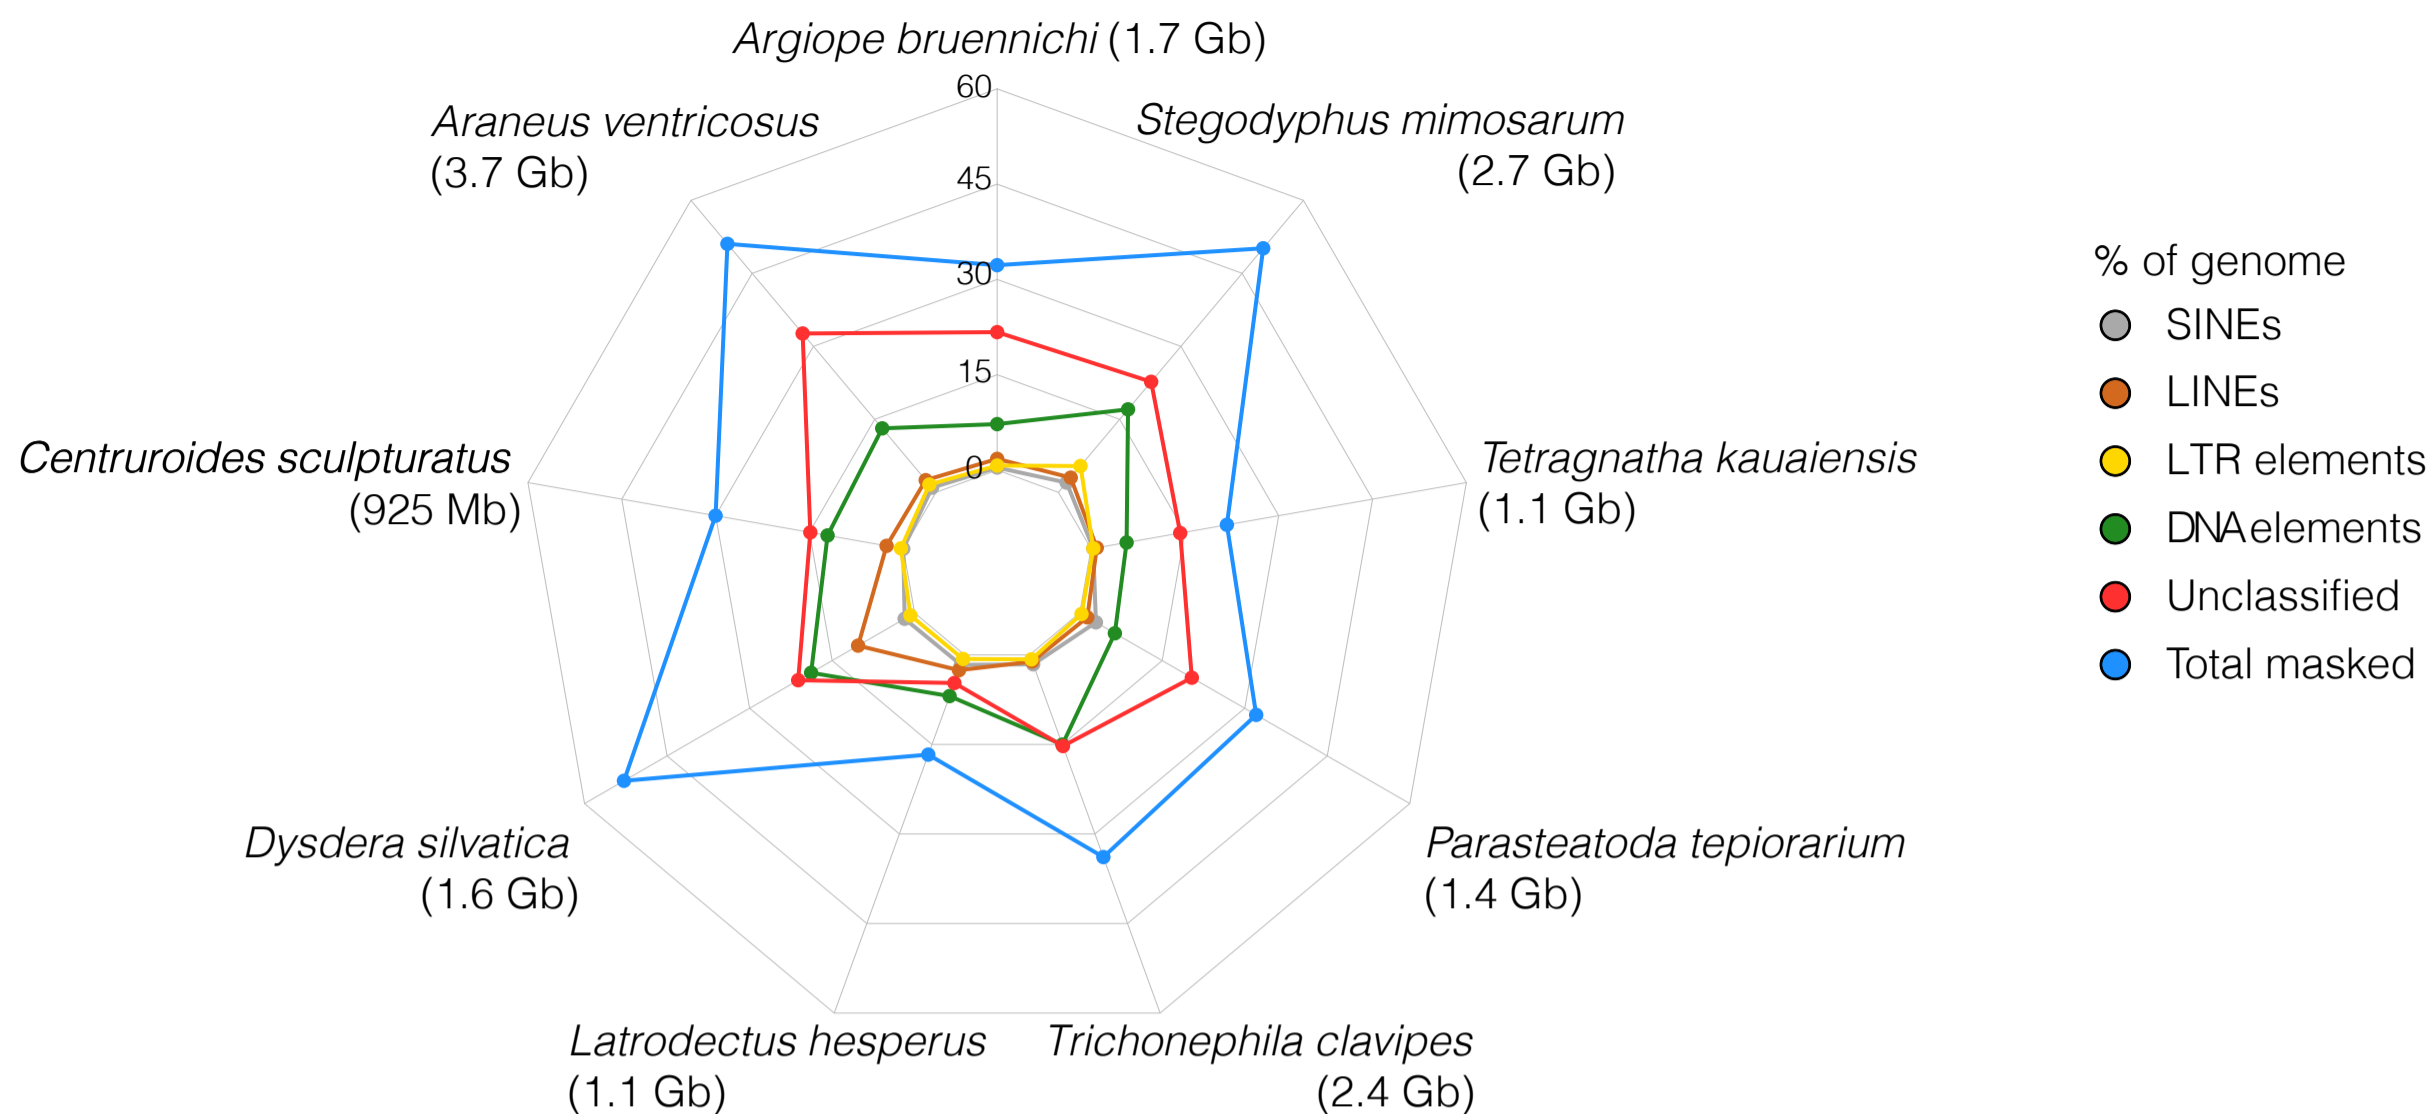 Argiope bruennichi (1.7 Gb)
60
Araneus ventricosus
(3.7 Gb)
Stegodyphus mimosarum
(2.7 Gb)
45
30
15
0
Centruroides sculpturatus
(925 Mb)
Tetragnatha kauaiensis
(1.1 Gb)
Dysdera silvatica
(1.6 Gb)
Parasteatoda tepiorarium
(1.4 Gb)
Latrodectus hesperus
(1.1 Gb)
Trichonephila clavipes
(2.4 Gb)
% of genome
SINEs
LINEs
LTR elements
DNA elements
Unclassified
Total masked